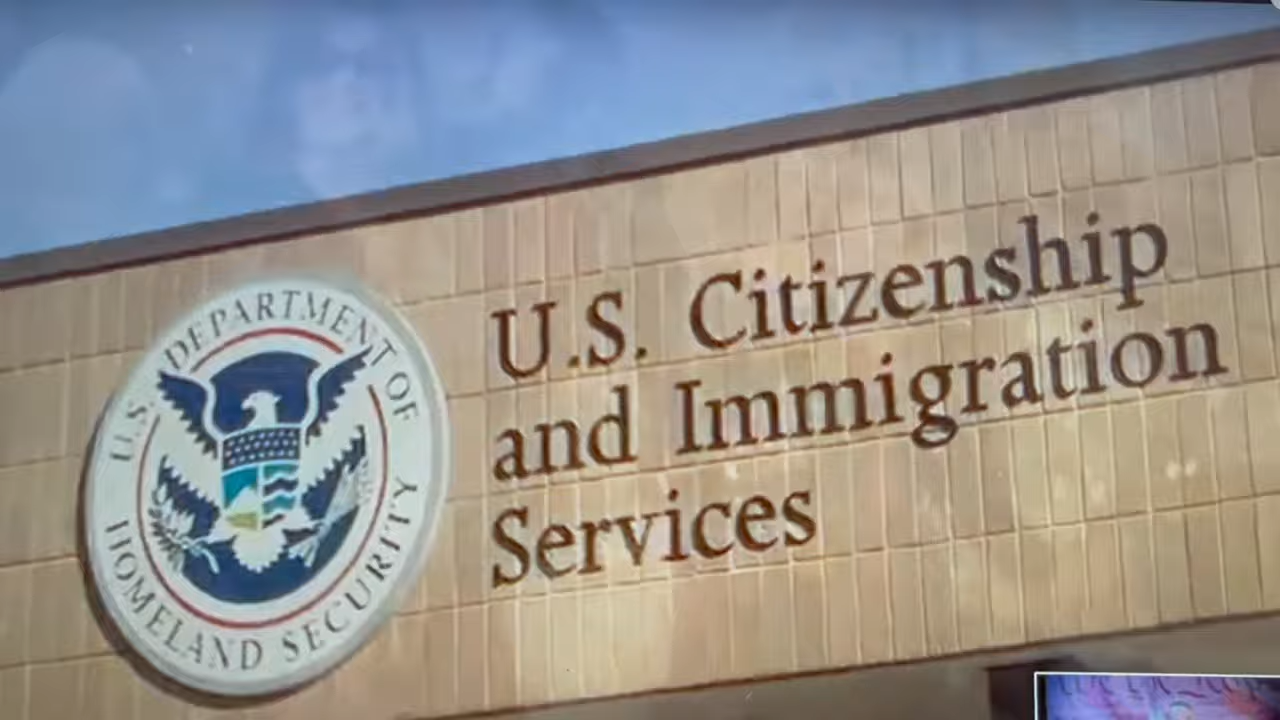 U.S. DEPARTMENT OF
HOMELAND SECURITY
U.S. Citizenship
and Immigration
Services